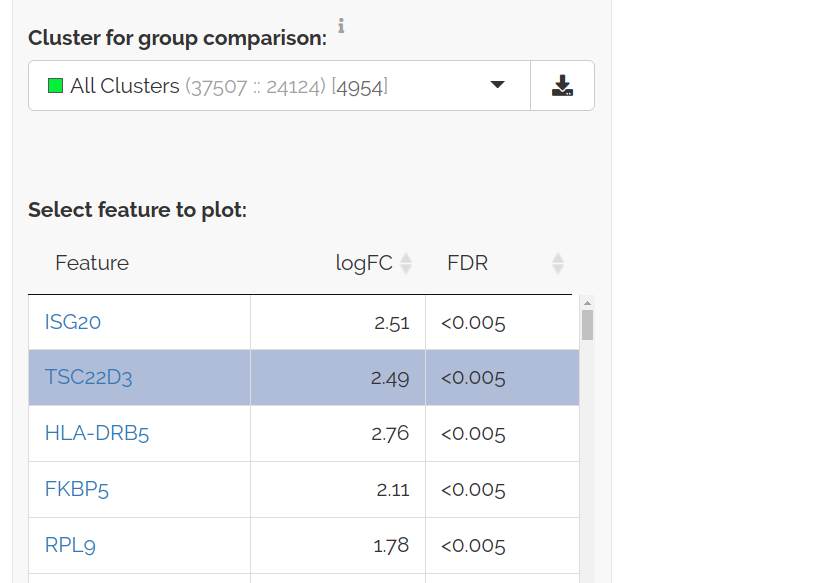 Cluster for group comparison: i
All Clusters (37507 :: 24124) [4954]
Select feature to plot:
Feature logFC FDR
ISG20 2.51 <0.005
TSC22D3 2.49 <0.005
HLA-DRB5 2.76 <0.005
FKBP5 2.11 <0.005
RPL9 1.78 <0.005